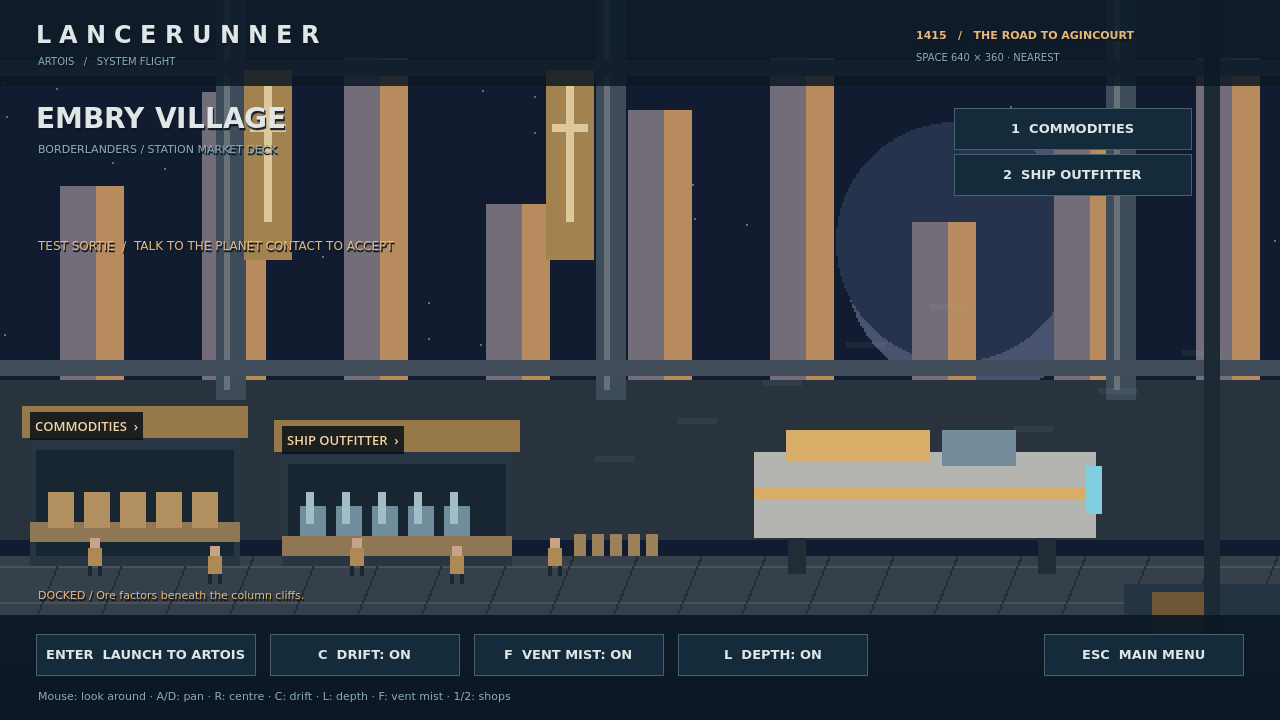 LANCERUNNER
ARTOIS / SYSTEM FLIGHT
1415 / THE ROAD TO AGINCOURT
SPACE 640 × 360 · NEAREST
EMBRY VILLAGE
BORDERLANDERS / STATION MARKET DECK
1 COMMODITIES
2 SHIP OUTFITTER
TEST SORTIE / TALK TO THE PLANET CONTACT TO ACCEPT
COMMODITIES ›
SHIP OUTFITTER ›
DOCKED / Ore factors beneath the column cliffs.
ENTER LAUNCH TO ARTOIS
C DRIFT: ON
F VENT MIST: ON
L DEPTH: ON
ESC MAIN MENU
Mouse: look around · A/D: pan · R: centre · C: drift · L: depth · F: vent mist · 1/2: shops